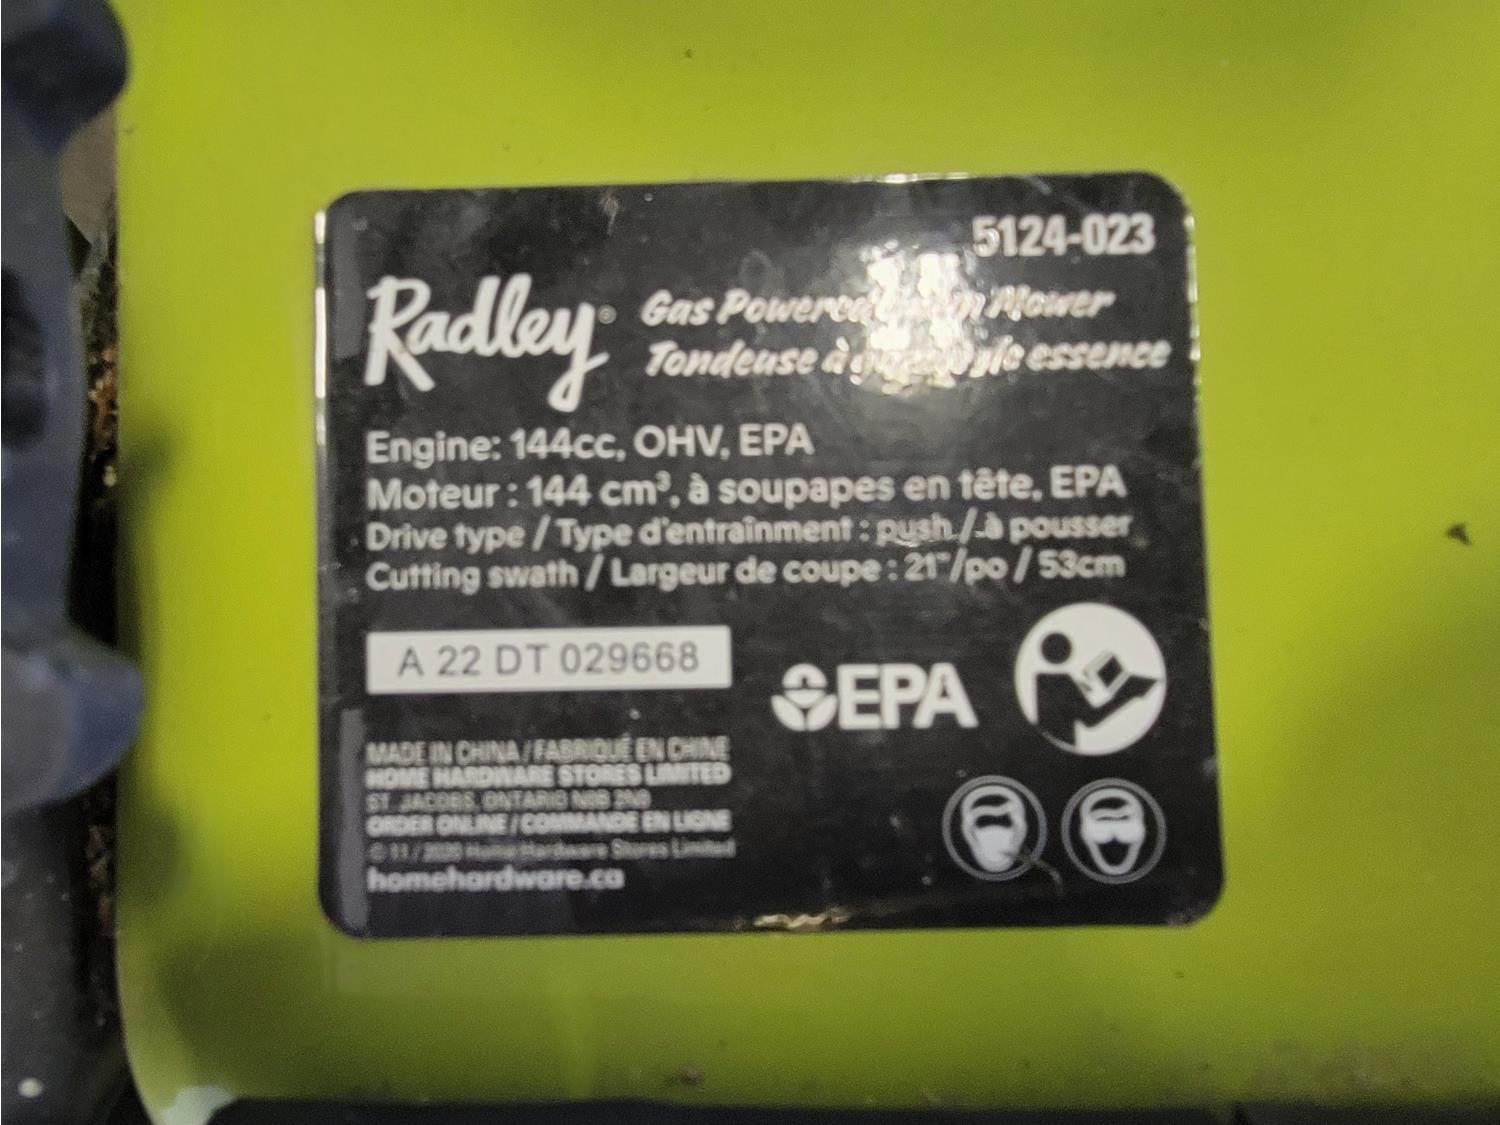 5124-023
Radley®
Gas Powered Lawn Mower
Tondeuse à gazon à essence
Engine: 144cc, OHV, EPA
Moteur : 144 cm³, à soupapes en tête, EPA
Drive type / Type d'entraînment : push / à pousser
Cutting swath / Largeur de coupe : 21"/po / 53cm
A 22 DT 029668
EPA
MADE IN CHINA / FABRIQUÉ EN CHINE
HOME HARDWARE STORES LIMITED
ST. JACOBS, ONTARIO N0B 2N0
ORDER ONLINE / COMMANDE EN LIGNE
© 11 / 2020 Home Hardware Stores Limited
homehardware.ca